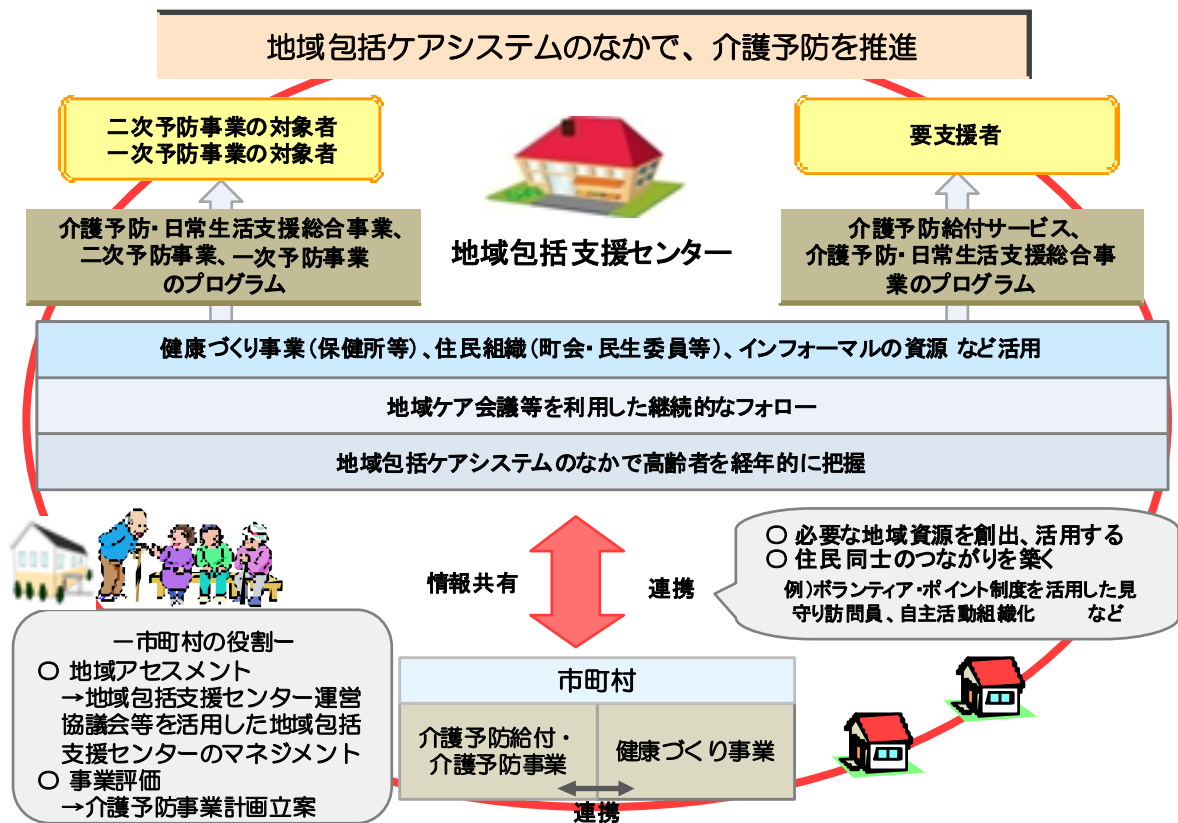 地域包括ケアシステムのなかで、介護予防を推進
二次予防事業の対象者
一次予防事業の対象者
要支援者
介護予防・日常生活支援総合事業、
二次予防事業、一次予防事業
のプログラム
地域包括支援センター
介護予防給付サービス、
介護予防・日常生活支援総合事
業のプログラム
健康づくり事業(保健所等)、住民組織(町会・民生委員等)、インフォーマルの資源 など活用
地域ケア会議等を利用した継続的なフォロー
地域包括ケアシステムのなかで高齢者を経年的に把握
情報共有
連携
〇 必要な地域資源を創出、活用する
〇 住民同士のつながりを築く
例)ボランティア・ポイント制度を活用した見
守り訪問員、自主活動組織化 など
－市町村の役割－
〇 地域アセスメント
→地域包括支援センター運営
協議会等を活用した地域包括
支援センターのマネジメント
〇 事業評価
→介護予防事業計画立案
市町村
介護予防給付・
介護予防事業
健康づくり事業
連携